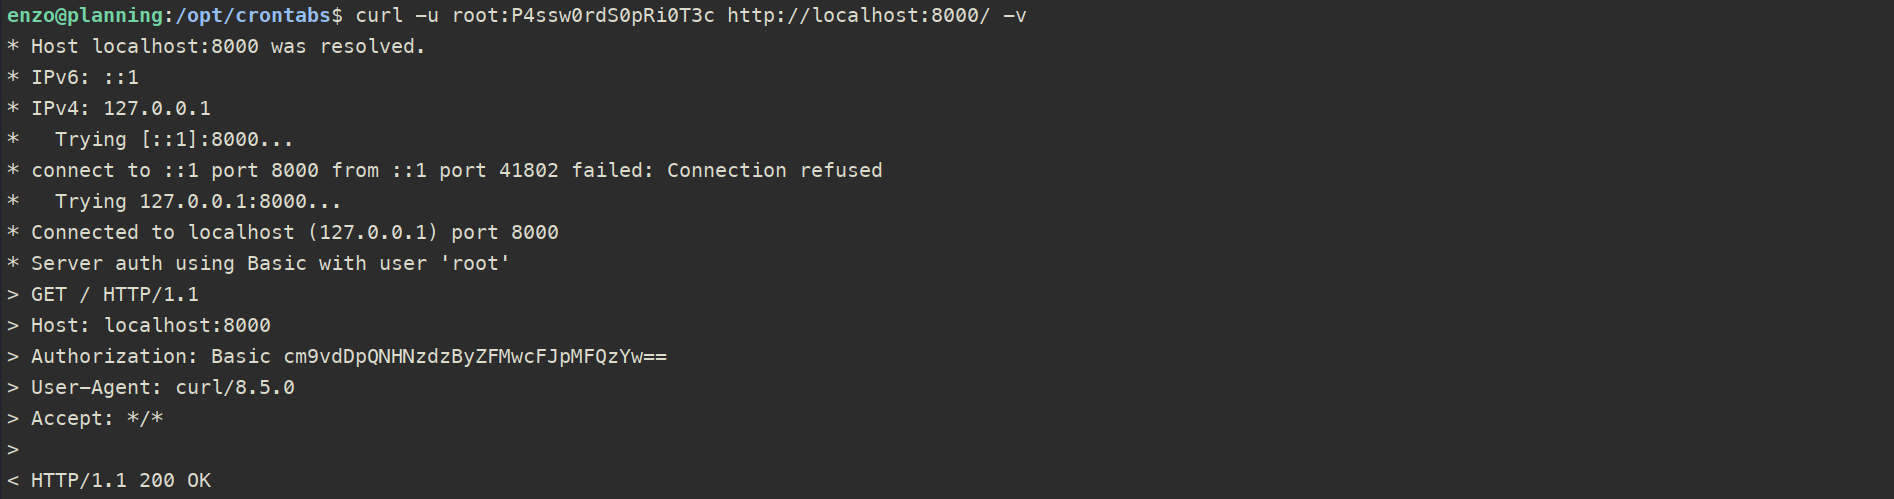 enzo@planning:/opt/crontabs$ curl -u root:P4ssw0rdS0pRi0T3c http://localhost:8000/ -v
* Host localhost:8000 was resolved.
* IPv6: ::1
* IPv4: 127.0.0.1
*   Trying [::1]:8000...
* connect to ::1 port 8000 from ::1 port 41802 failed: Connection refused
*   Trying 127.0.0.1:8000...
* Connected to localhost (127.0.0.1) port 8000
* Server auth using Basic with user 'root'
> GET / HTTP/1.1
> Host: localhost:8000
> Authorization: Basic cm9vdDpQNHNzdzByZFMwcFJpMFQzYw==
> User-Agent: curl/8.5.0
> Accept: */*
>
< HTTP/1.1 200 OK